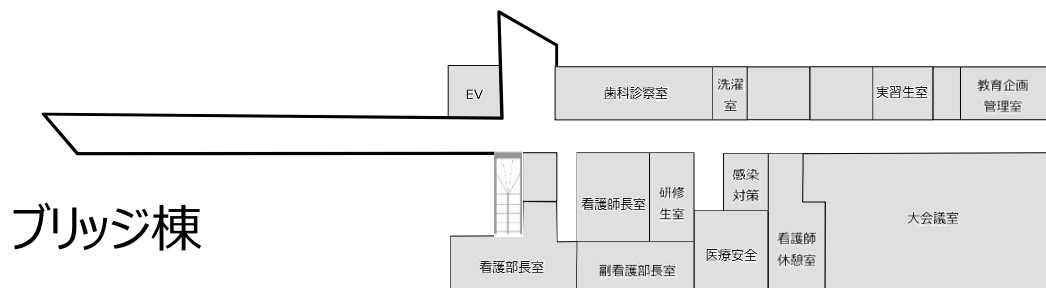 EV
歯科診察室
洗濯
室
実習生室
教育企画
管理室
ブリッジ棟
看護師長室
研修
生室
感染
対策
大会議室
看護部長室
副看護部長室
医療安全
看護師
休憩室